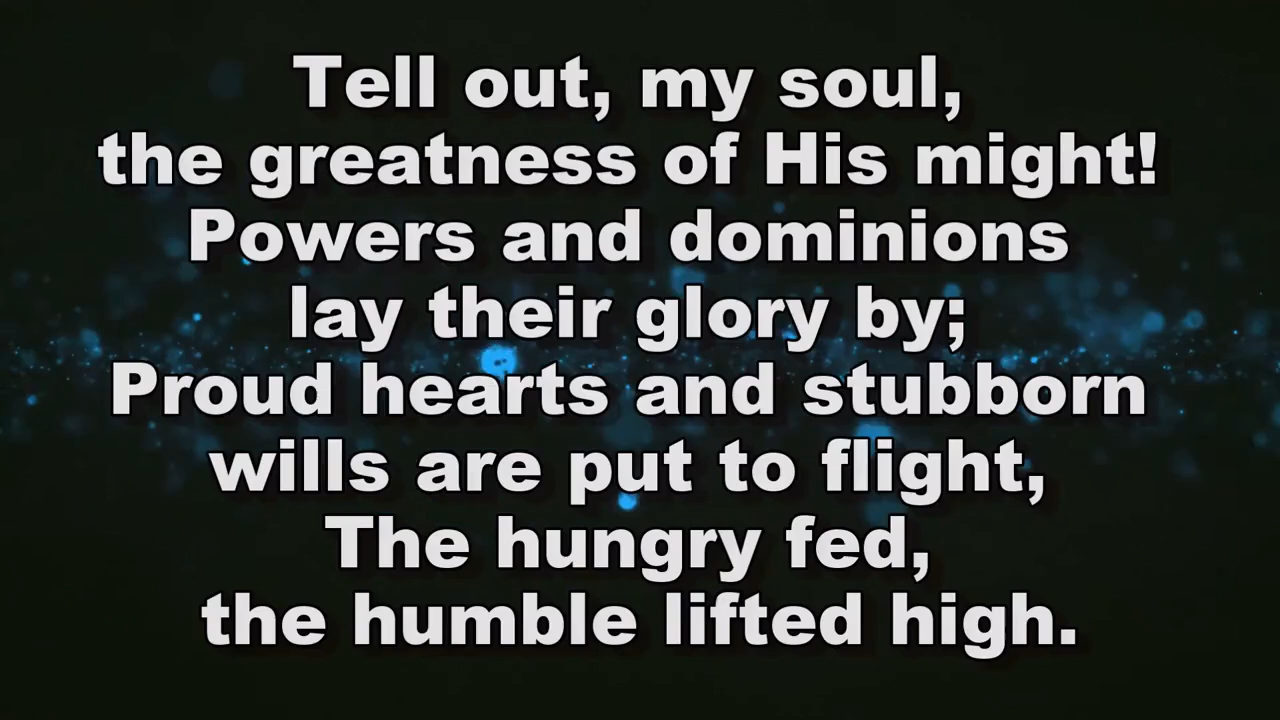 Tell out, my soul,
the greatness of His might!
Powers and dominions
lay their glory by;
Proud hearts and stubborn
wills are put to flight,
The hungry fed,
the humble lifted high.